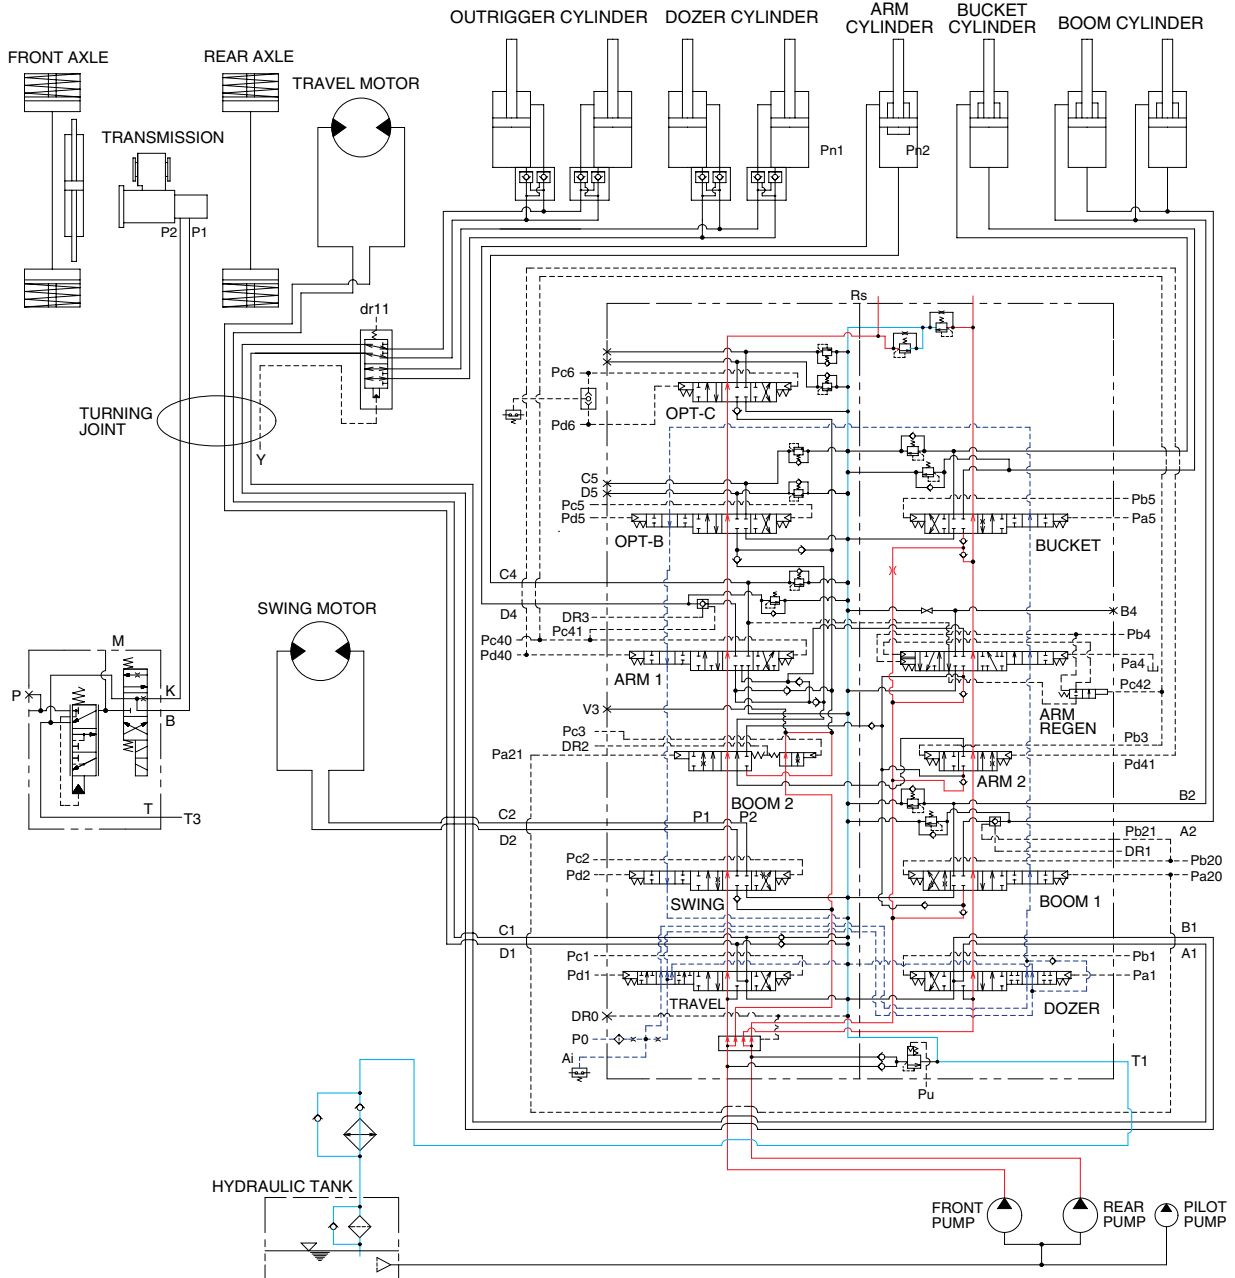 OUTRIGGER CYLINDER
DOZER CYLINDER
ARM
CYLINDER
BUCKET
CYLINDER
BOOM CYLINDER
FRONT AXLE
REAR AXLE
TRAVEL MOTOR
TRANSMISSION
Pn1
Pn2
P2
P1
Rs
dr11
Pc6
OPT-C
Pd6
TURNING
JOINT
Y
C5
D5
Pc5
Pd5
OPT-B
Pb5
Pa5
BUCKET
C4
D4
DR3
Pc41
Pc40
Pd40
ARM 1
B4
Pb4
Pa4
Pc42
ARM
REGEN
SWING MOTOR
M
P
K
B
T
T3
V3
Pc3
DR2
Pa21
BOOM 2
Pb3
Pd41
ARM 2
P1
P2
B2
C2
D2
Pb21
A2
DR1
Pc2
Pd2
SWING
Pb20
Pa20
BOOM 1
C1
D1
B1
A1
Pc1
Pd1
TRAVEL
Pb1
Pa1
DOZER
DR0
P0
Ai
T1
Pu
HYDRAULIC TANK
FRONT
PUMP
REAR
PUMP
PILOT
PUMP